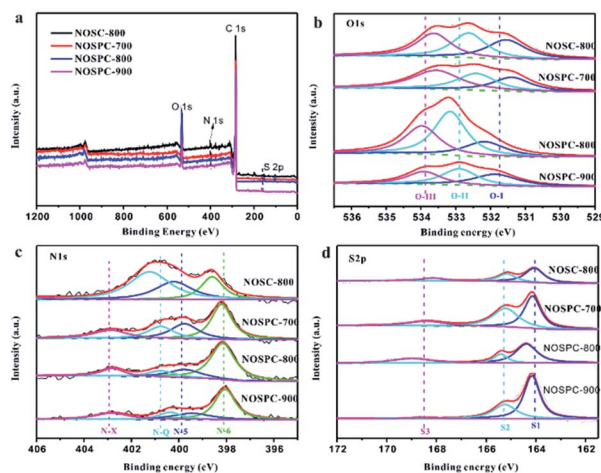 a
C 1s
NOSC-800
NOSPC-700
NOSPC-800
NOSPC-900
O 1s
N 1s
S 2p
Intensity (a.u.)
1200 1000 800 600 400 200 0
Binding Energy (eV)
b
O1s
NOSC-800
NOSPC-700
NOSPC-800
NOSPC-900
O-III O-II O-I
Intensity (a.u.)
536 535 534 533 532 531 530 529
Binding encrgy (eV)
c
N1s
NOSC-800
NOSPC-700
NOSPC-800
NOSPC-900
N-X N-Q N-5 N-6
Intensity (a.u.)
406 404 402 400 398 396
Binding energy (eV)
d
S2p
NOSC-800
NOSPC-700
NOSPC-800
NOSPC-900
S3 S2 S1
Intensity (a.u.)
172 170 168 166 164 162
Binding energy (eV)